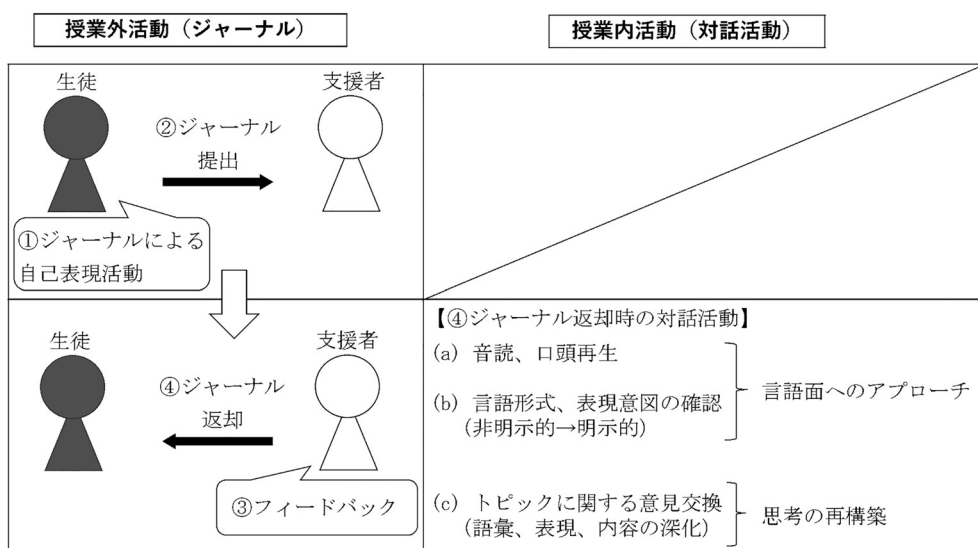 授業外活動（ジャーナル）
授業内活動（対話活動）
生徒
支援者
②ジャーナル
提出
①ジャーナルによる
自己表現活動
生徒
支援者
④ジャーナル
返却
③フィードバック
【④ジャーナル返却時の対話活動】
(a) 音読、口頭再生
(b) 言語形式、表現意図の確認
（非明示的→明示的）
言語面へのアプローチ
(c) トピックに関する意見交換
（語彙、表現、内容の深化）
思考の再構築